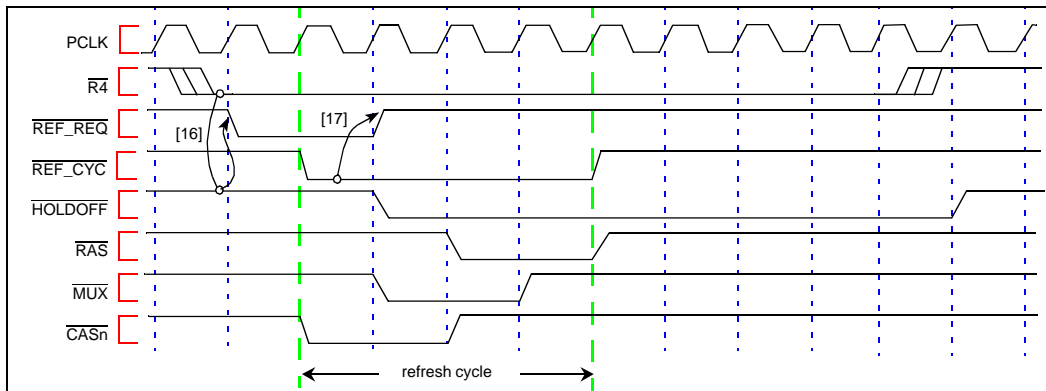 PCLK
R4
REF_REQ
[16]
[17]
REF_CYC
HOLDOFF
RAS
MUX
CASn
refresh cycle